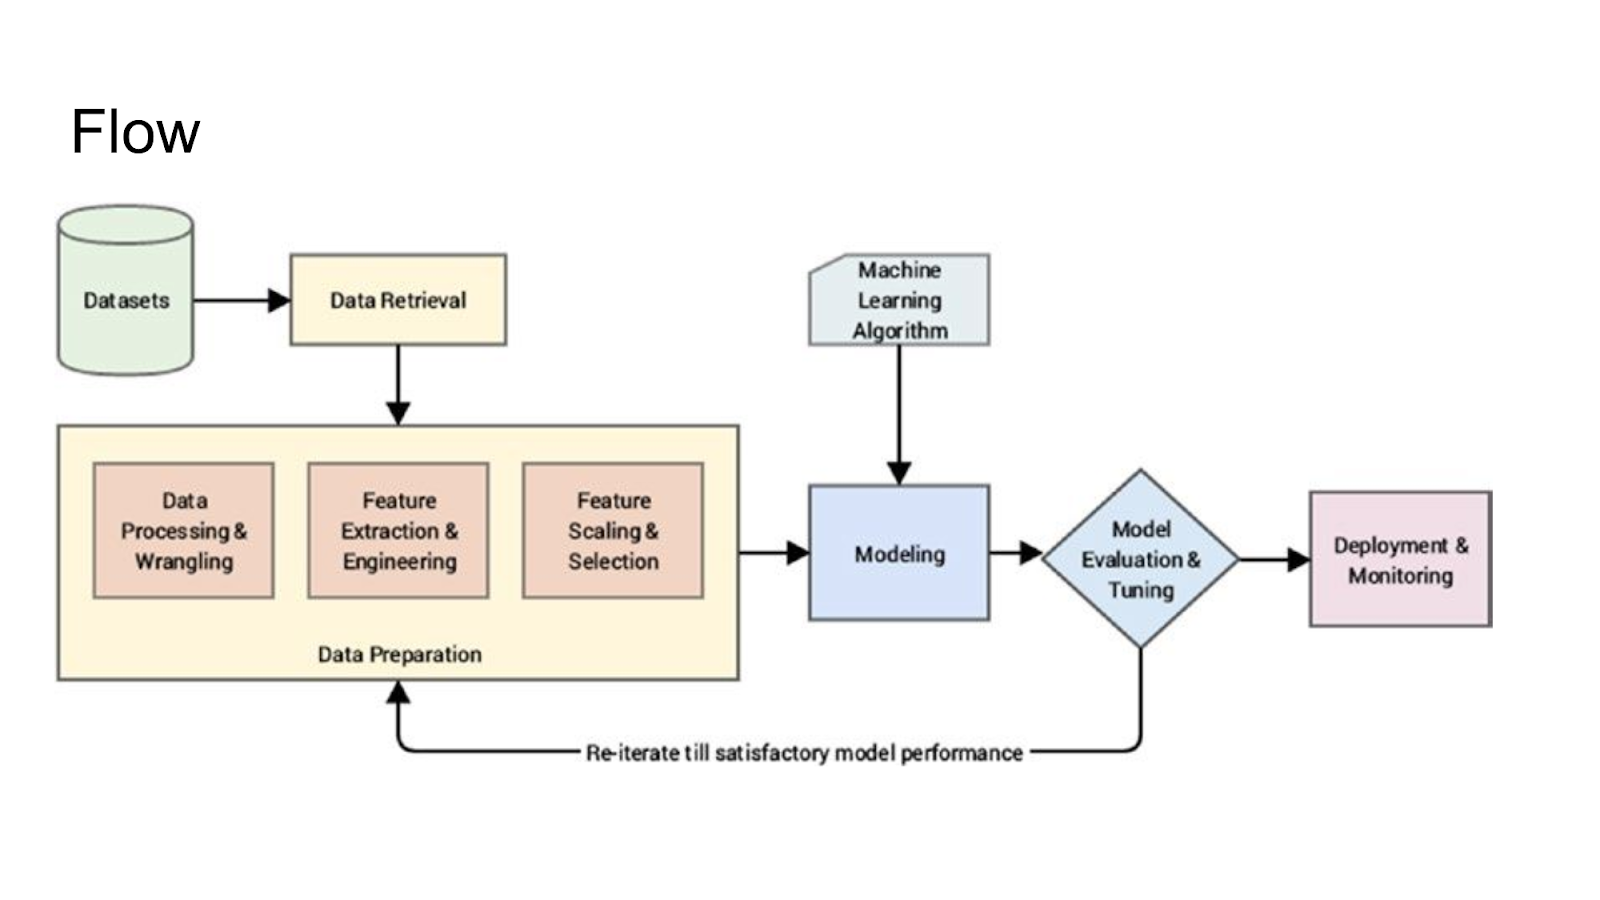 Flow
Datasets
Data Retrieval
Machine
Learning
Algorithm
Data
Processing &
Wrangling
Feature
Extraction &
Engineering
Feature
Scaling &
Selection
Data Preparation
Modeling
Model
Evaluation &
Tuning
Deployment &
Monitoring
Re-iterate till satisfactory model performance